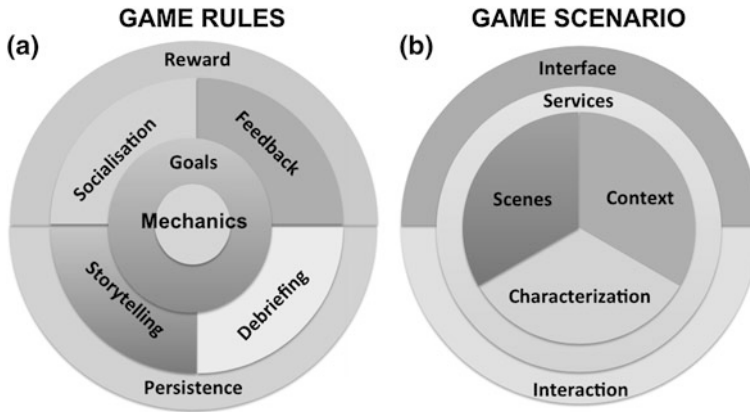 GAME RULES
(a)
Reward
Socialisation
Feedback
Goals
Mechanics
Storytelling
Debriefing
Persistence
GAME SCENARIO
(b)
Interface
Services
Scenes
Context
Characterization
Interaction